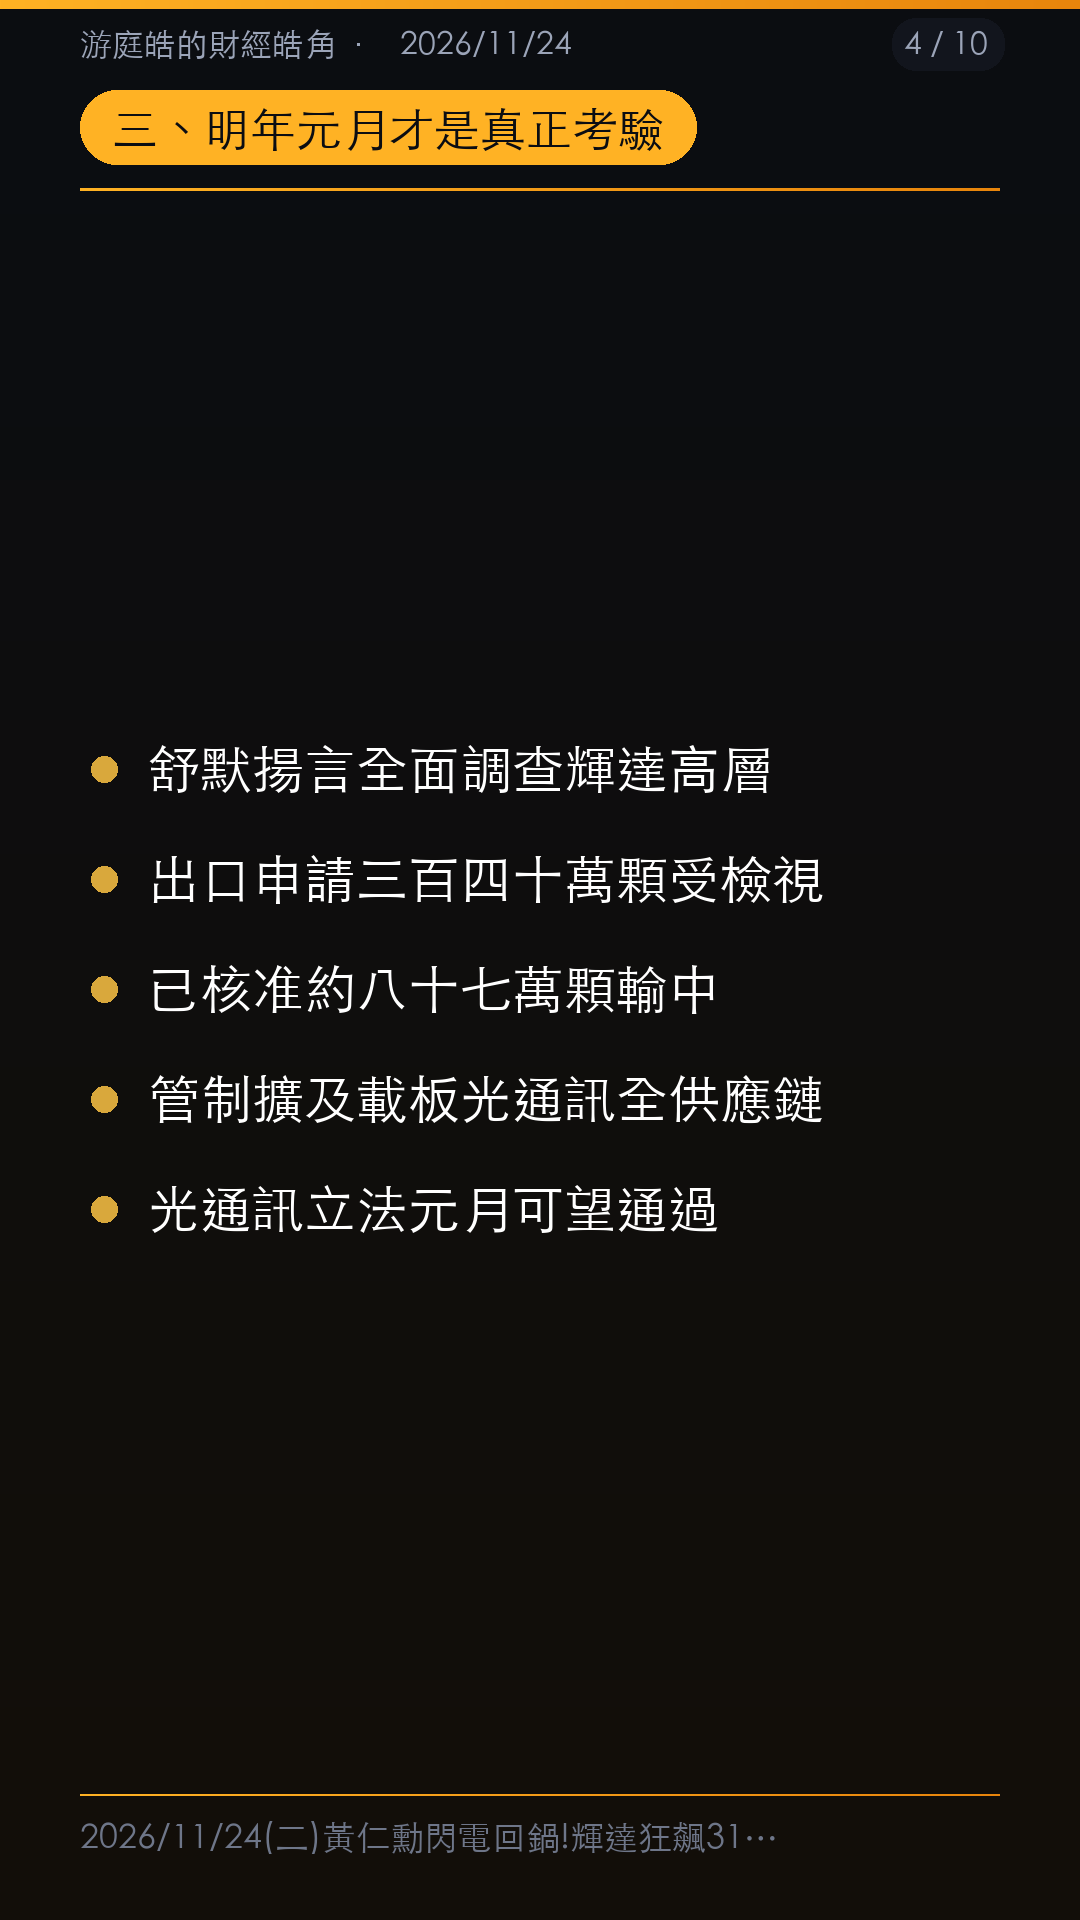 游庭皓的財經皓角 · 2026/11/24
4 / 10
三、明年元月才是真正考驗
舒默揚言全面調查輝達高層
出口申請三百四十萬顆受檢視
已核准約八十七萬顆輸中
管制擴及載板光通訊全供應鏈
光通訊立法元月可望通過
2026/11/24(二)黃仁勳閃電回鍋!輝達狂飆31⋯